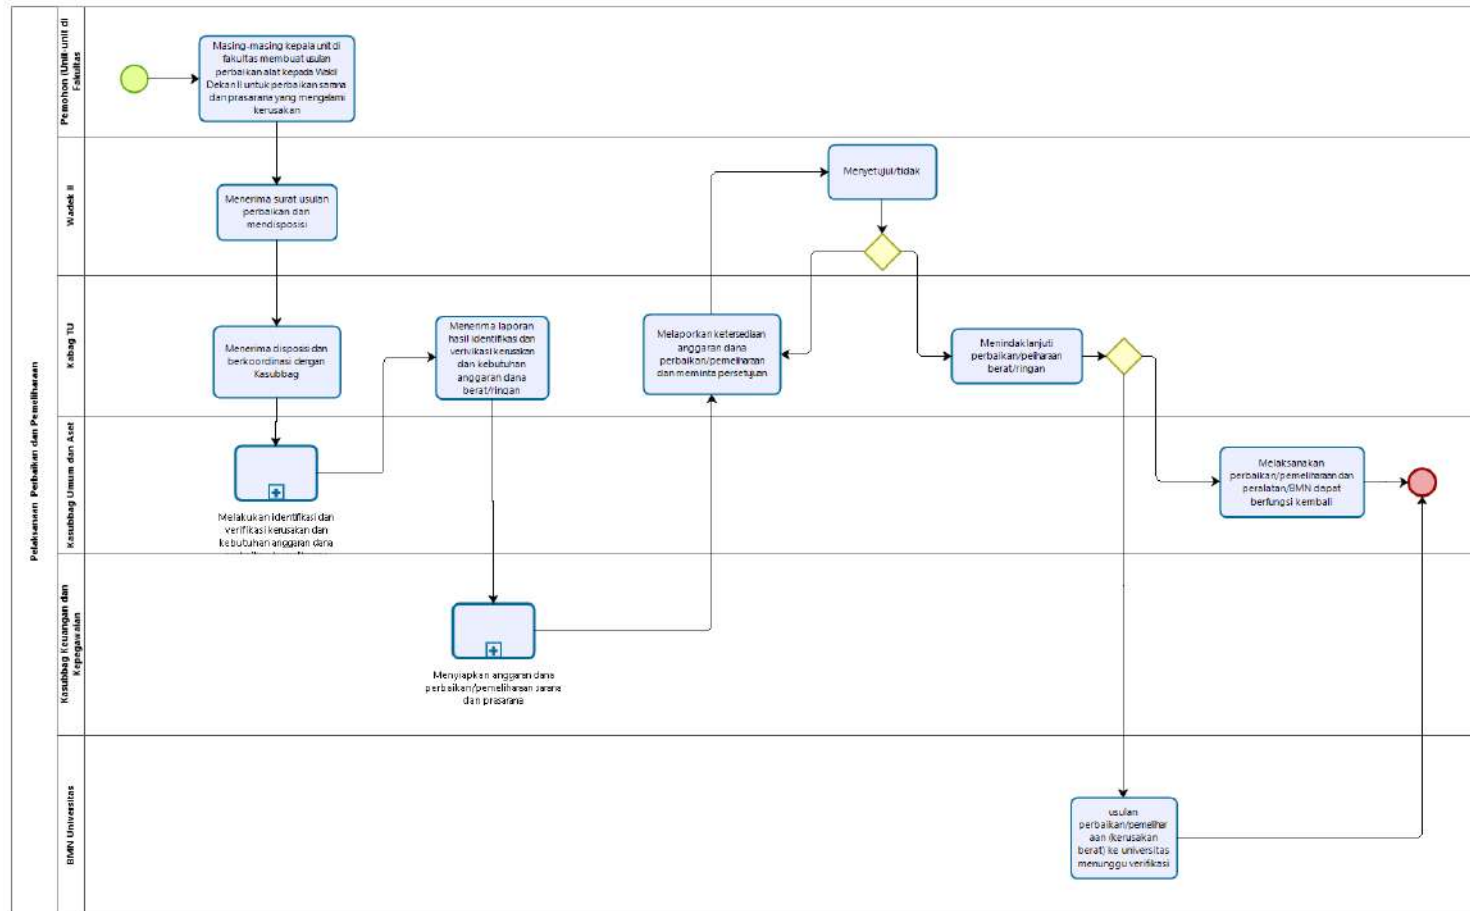 Pelaksanaan Perbaikan dan Pemeliharaan
Pemohon (Unit-unit di
Fakultas
Masing-masing kepala unit di
fakultas membuat usulan
perbaikan alat kepada Wakil
Dekan II untuk perbaikan sarana
dan prasarana yang mengalami
kerusakan
Wadek II
Menerima surat usulan
perbaikan dan
mendisposisi
Menyetujui/tidak
Kabag TU
Menerima disposisi dan
berkoordinasi dengan
Kasubbag
Menerima laporan
hasil identifikasi dan
verivikasi kerusakan
dan kebutuhan
anggaran dana
berat/ringan
Melaporkan ketersediaan
anggaran dana
perbaikan/pemeliharaan
dan meminta persetujuan
Menindak lanjuti
perbaikan/peiharaan
berat/ringan
Kasubbag Umum dan Aset
Melakukan identifikasi dan
verifikasi kerusakan dan
kebutuhan anggaran dana
Melaksanakan
perbaikan/pemeliharaan dan
peralatan/BMN dapat
berfungsi kembali
Kasubbag Keuangan dan
Kepegawaian
Menyiapkan anggaran dana
perbaikan/pemeliharaan sarana
dan prasarana
BMN Universitas
usulan
perbaikan/pemelihar
aan (kerusakan
berat) ke universitas
menunggu verifikasi